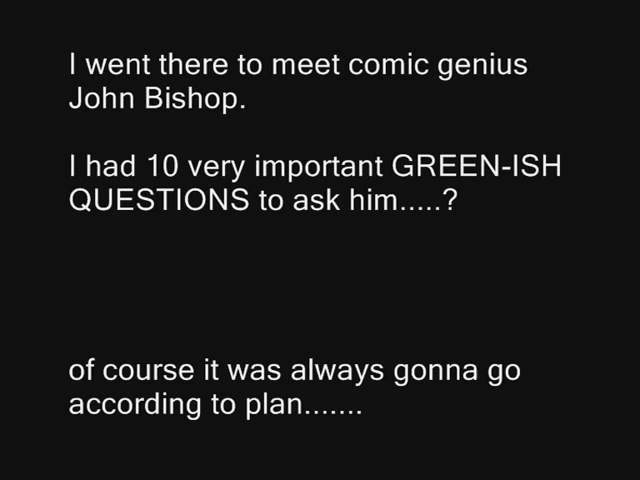 I went there to meet comic genius
John Bishop.
I had 10 very important GREEN-ISH
QUESTIONS to ask him.....?
of course it was always gonna go
according to plan.......